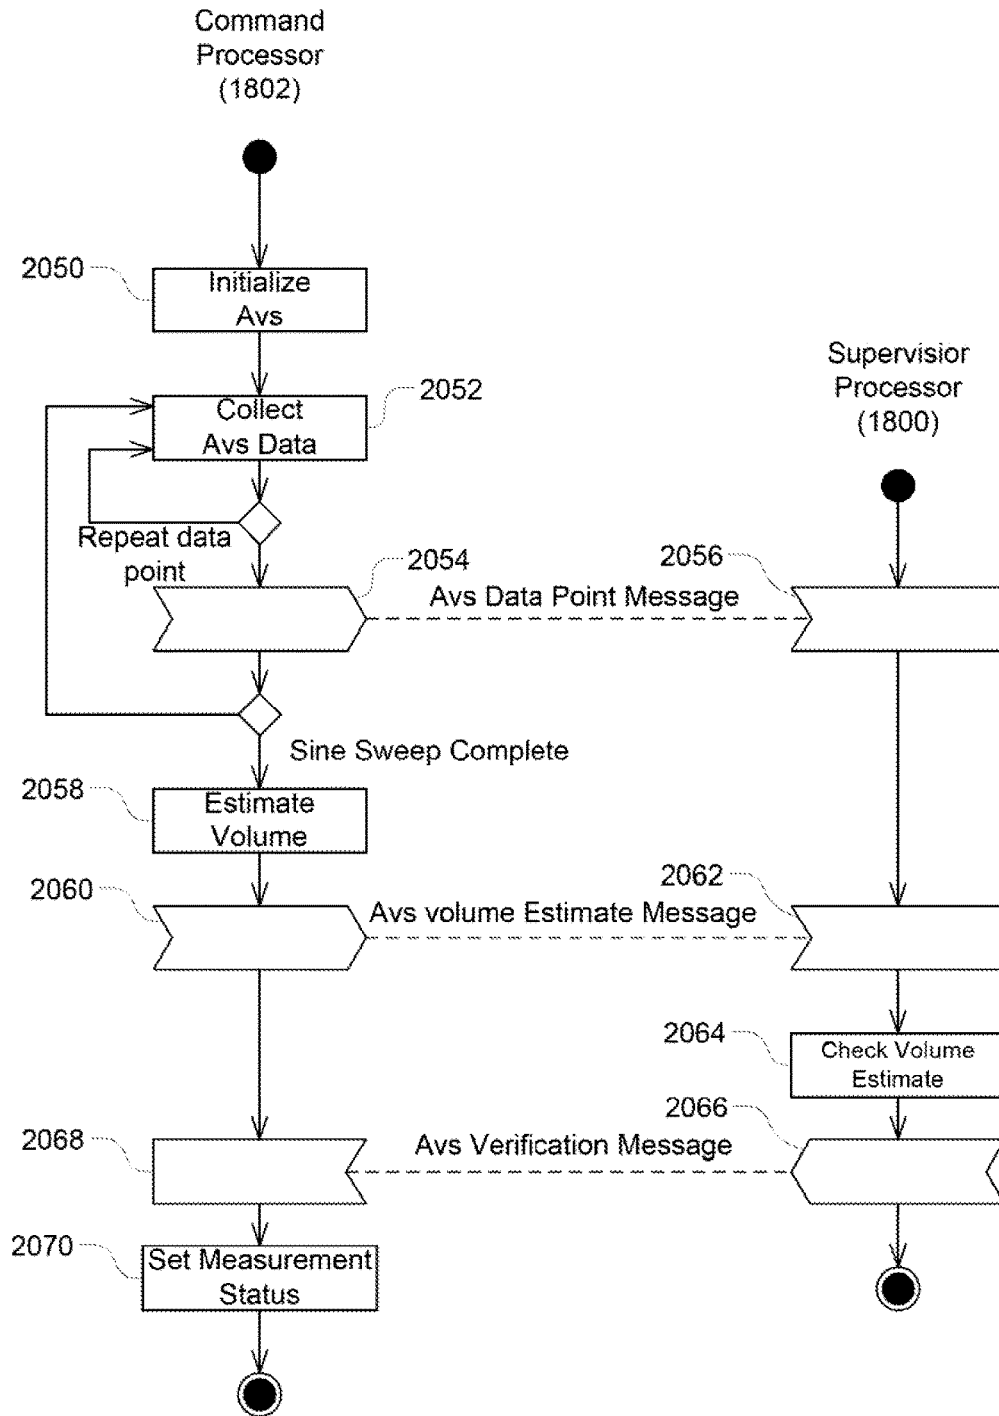 Command
Processor
(1802)
2050
Initialize
Avs
Supervisior
Processor
(1800)
2052
Collect
Avs Data
Repeat data
point
2054
2056
Avs Data Point Message
Sine Sweep Complete
2058
Estimate
Volume
2060
2062
Avs volume Estimate Message
2064
Check Volume
Estimate
2066
2068
Avs Verification Message
2070
Set Measurement
Status